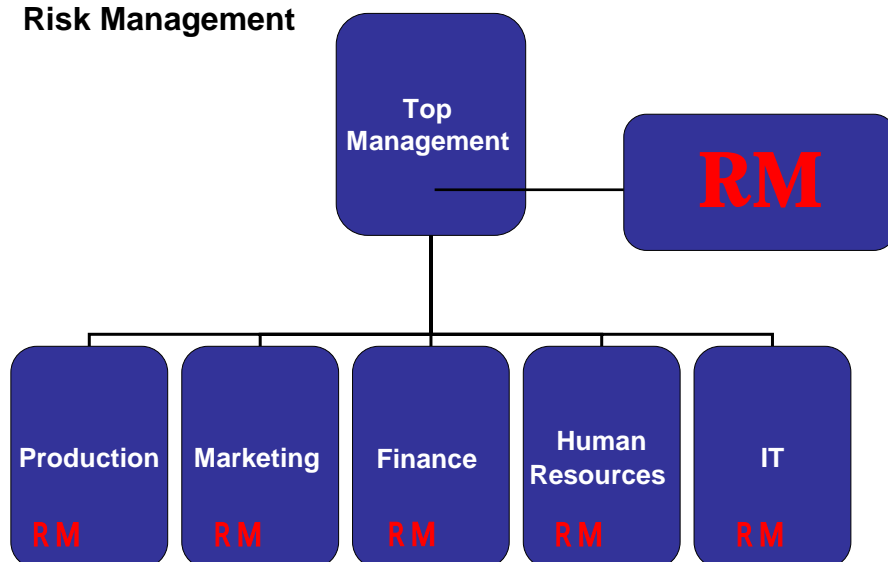 Risk Management
Top
Management
RM
Production
Marketing
Finance
Human
Resources
IT
RM
RM
RM
RM
RM